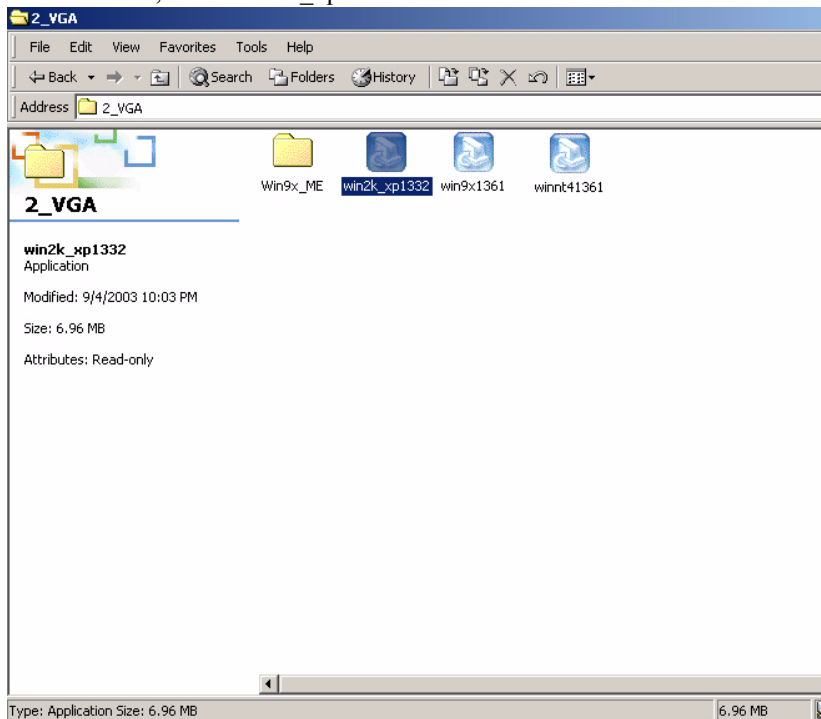 2_VGA
File Edit View Favorites Tools Help
Back Search Folders History
Address 2_VGA
Win9x_ME win2k_xp1332 win9x1361 winnt41361
2_VGA
win2k_xp1332
Application
Modified: 9/4/2003 10:03 PM
Size: 6.96 MB
Attributes: Read-only
Type: Application Size: 6.96 MB 6.96 MB